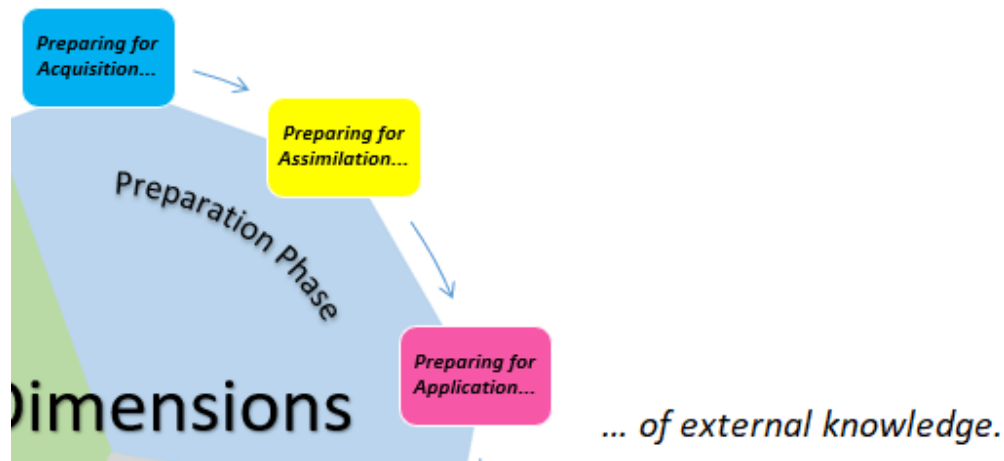 Preparing for
Acquisition...
Preparing for
Assimilation...
Preparation Phase
Preparing for
Application...
Dimensions
... of external knowledge.